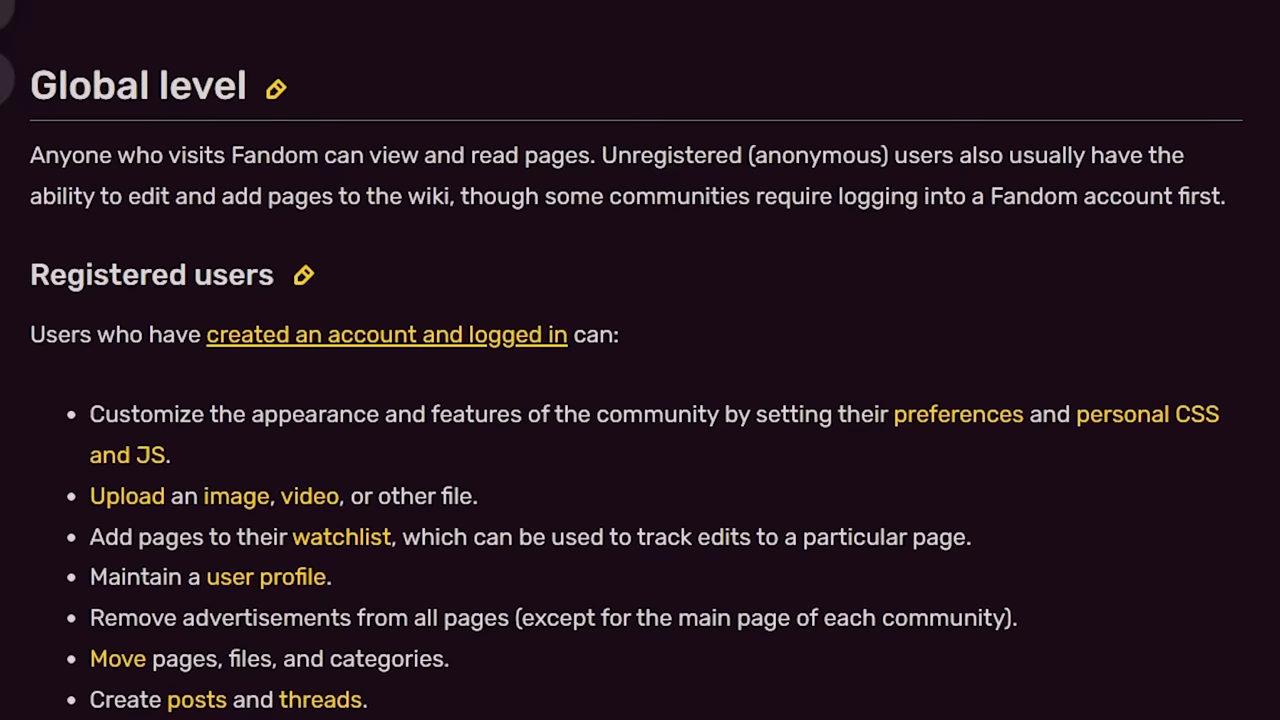 Global level
Anyone who visits Fandom can view and read pages. Unregistered (anonymous) users also usually have the
ability to edit and add pages to the wiki, though some communities require logging into a Fandom account first.
Registered users
Users who have created an account and logged in can:
Customize the appearance and features of the community by setting their preferences and personal CSS
and JS.
Upload an image, video, or other file.
Add pages to their watchlist, which can be used to track edits to a particular page.
Maintain a user profile.
Remove advertisements from all pages (except for the main page of each community).
Move pages, files, and categories.
Create posts and threads.